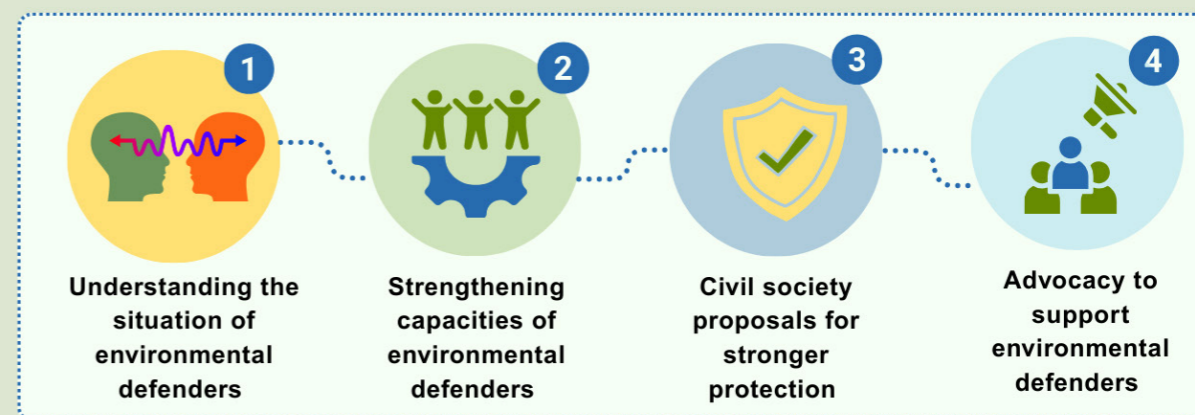 1
Understanding the
situation of
environmental
defenders
2
Strengthening
capacities of
environmental
defenders
3
Civil society
proposals for
stronger
protection
4
Advocacy to
support
environmental
defenders